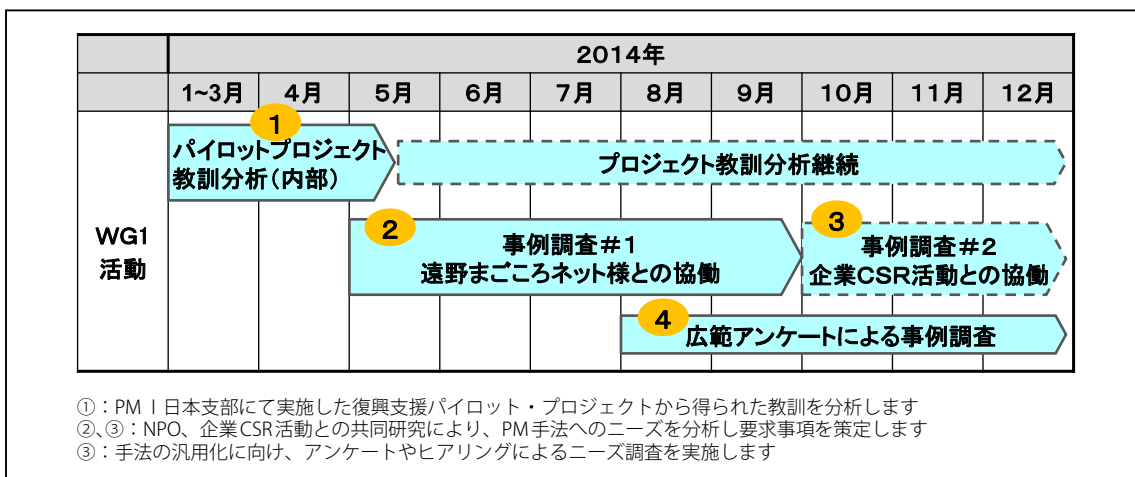 2014年
1~3月 4月 5月 6月 7月 8月 9月 10月 11月 12月
WG1
活動
1
パイロットプロジェクト
教訓分析(内部)
プロジェクト教訓分析継続
2
事例調査#1
遠野まごころネット様との協働
3
事例調査#2
企業CSR活動との協働
4
広範アンケートによる事例調査
①:PMI日本支部にて実施した復興支援パイロット・プロジェクトから得られた教訓を分析します
②、③:NPO、企業CSR活動との共同研究により、PM手法へのニーズを分析し要求事項を策定します
③:手法の汎用化に向け、アンケートやヒアリングによるニーズ調査を実施します